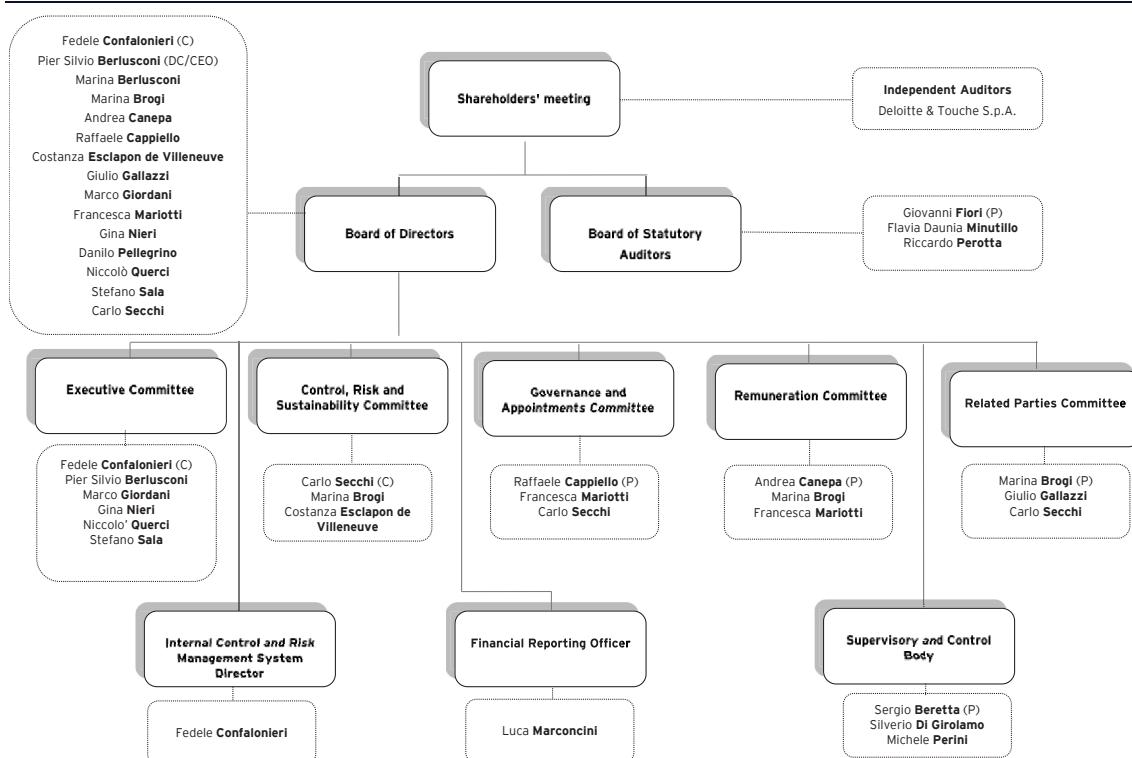 Fedele Confalonieri (C)
Pier Silvio Berlusconi (DC/CEO)
Marina Berlusconi
Marina Brogi
Andrea Canepa
Raffaele Cappiello
Costanza Esclapon de Villeneuve
Giulio Gallazzi
Marco Giordani
Francesca Mariotti
Gina Nieri
Danilo Pellegrino
Niccolò Querci
Stefano Sala
Carlo Secchi
Shareholders' meeting
Independent Auditors
Deloitte & Touche S.p.A.
Board of Directors
Board of Statutory
Auditors
Giovanni Fiori (P)
Flavia Daunia Minutillo
Riccardo Perotta
Executive Committee
Fedele Confalonieri (C)
Pier Silvio Berlusconi
Marco Giordani
Gina Nieri
Niccolo' Querci
Stefano Sala
Control, Risk and
Sustainability Committee
Carlo Secchi (C)
Marina Brogi
Costanza Esclapon de
Villeneuve
Governance and
Appointments Committee
Raffaele Cappiello (P)
Francesca Mariotti
Carlo Secchi
Remuneration Committee
Andrea Canepa (P)
Marina Brogi
Francesca Mariotti
Related Parties Committee
Marina Brogi (P)
Giulio Gallazzi
Carlo Secchi
Internal Control and Risk
Management System
Director
Fedele Confalonieri
Financial Reporting Officer
Luca Marconcini
Supervisory and Control
Body
Sergio Beretta (P)
Silverio Di Girolamo
Michele Perini